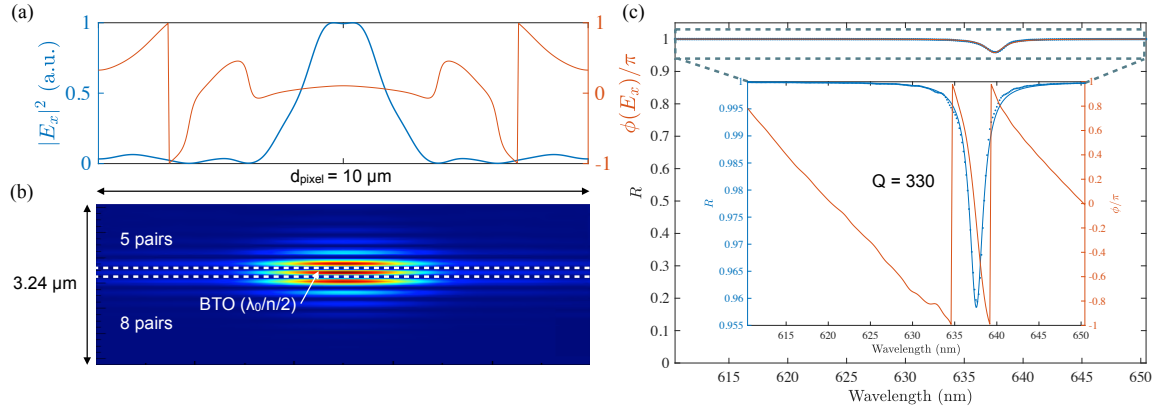 (a)
1
0.5
0
|E_x|^2 (a.u.)
1
0
-1
ϕ(E_x)/π
d_pixel = 10 µm
(b)
5 pairs
3.24 µm
BTO (λ_0/n/2)
8 pairs
(c)
1
0.9
0.8
0.7
0.6
0.5
0.4
0.3
0.2
0.1
0
R
615 620 625 630 635 640 645 650
Wavelength (nm)
0.995
0.99
0.985
0.98
0.975
0.97
0.965
0.96
0.955
R
Q = 330
1
0.8
0.6
0.4
0.2
0
-0.2
-0.4
-0.6
-0.8
-1
ϕ/π
615 620 625 630 635 640 645 650
Wavelength (nm)